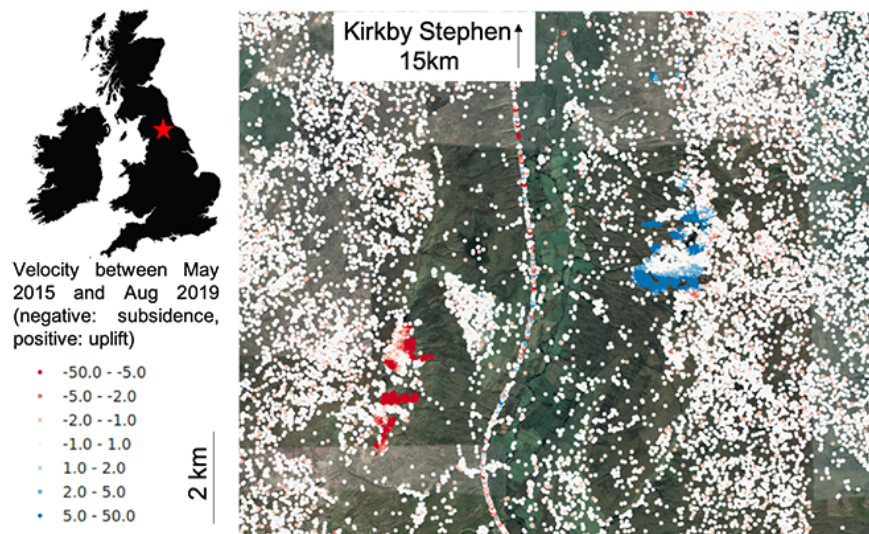 Kirkby Stephen
15km
Velocity between May
2015 and Aug 2019
(negative: subsidence,
positive: uplift)
-50.0 - -5.0
-5.0 - -2.0
-2.0 - -1.0
-1.0 - 1.0
1.0 - 2.0
2.0 - 5.0
5.0 - 50.0
2 km